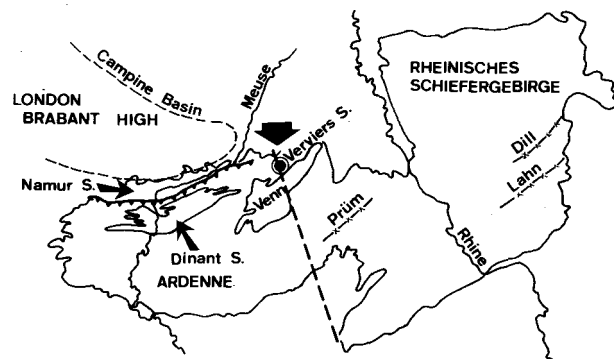 Campine Basin
Meuse
RHEINISCHES
SCHIEFERGEBIRGE
LONDON
BRABANT HIGH
Verviers S.
Dill
Lahn
Namur S.
Venn
Prüm
Dinant S.
ARDENNE
Rhine